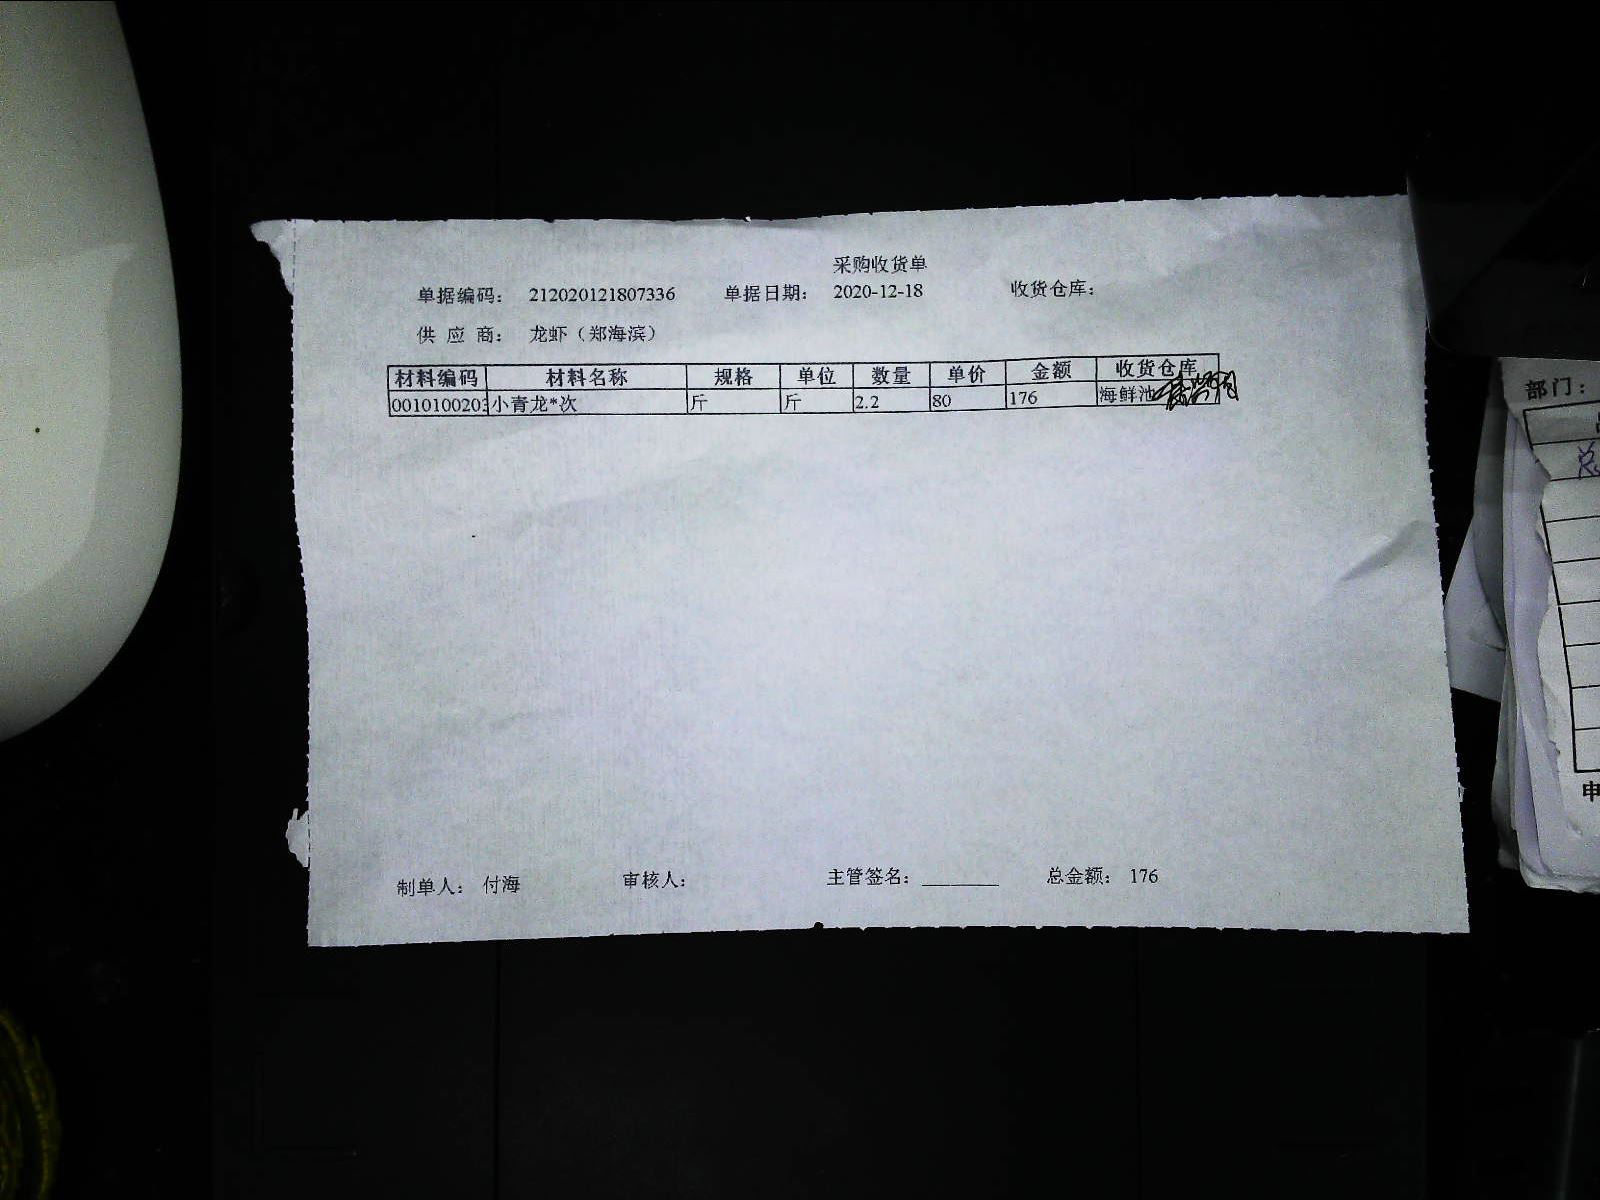 采购收货单
单据编码： 212020121807336 单据日期： 2020-12-18 收货仓库：
供 应 商： 龙虾（郑海滨）
材料编码 材料名称 规格 单位 数量 单价 金额 收货仓库
0010100203 小青龙*次 斤 斤 2.2 80 176 海鲜池
制单人： 付海 审核人： 主管签名： ________ 总金额： 176
部门：
申